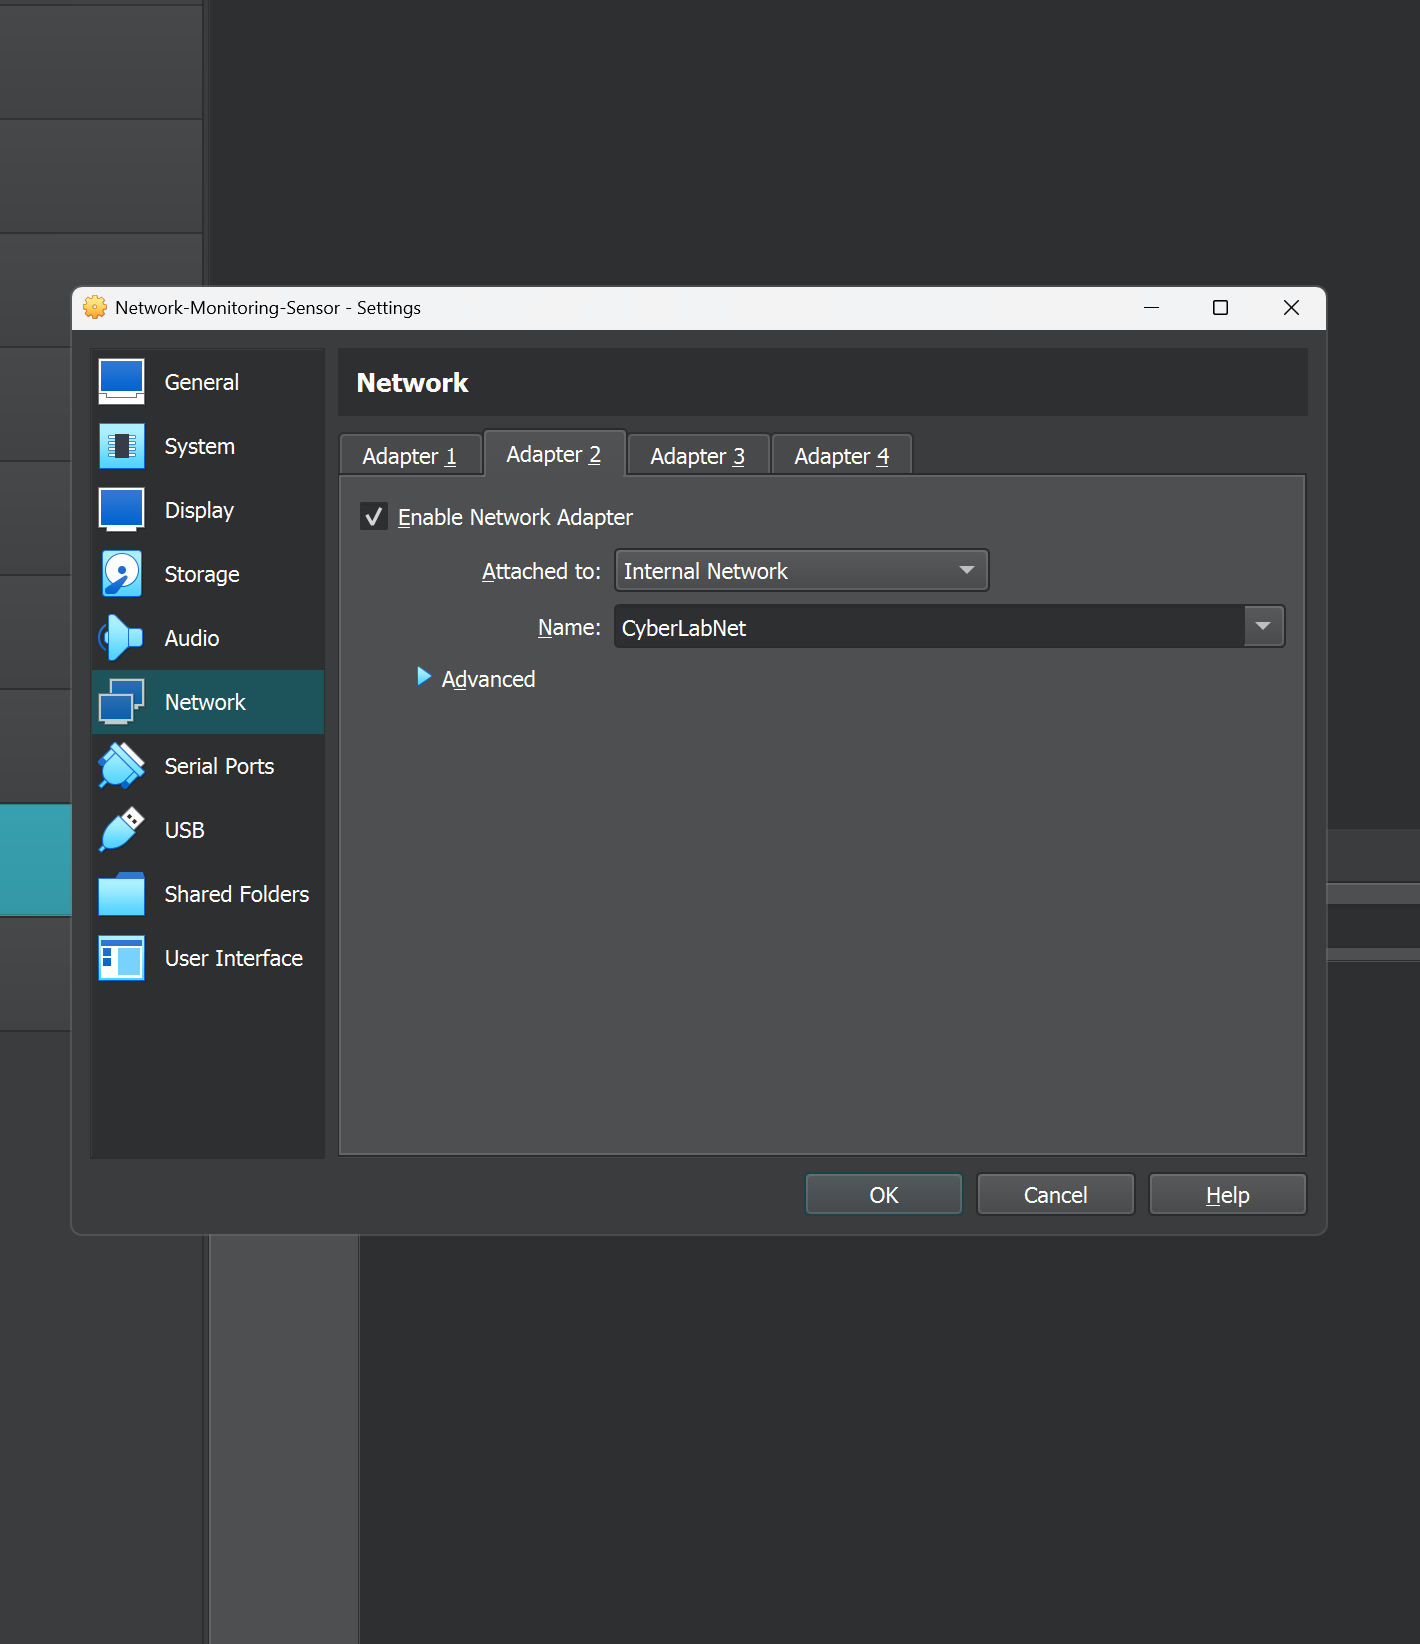 Network-Monitoring-Sensor - Settings
General
System
Display
Storage
Audio
Network
Serial Ports
USB
Shared Folders
User Interface
Network
Adapter 1
Adapter 2
Adapter 3
Adapter 4
Enable Network Adapter
Attached to: Internal Network
Name: CyberLabNet
Advanced
OK
Cancel
Help